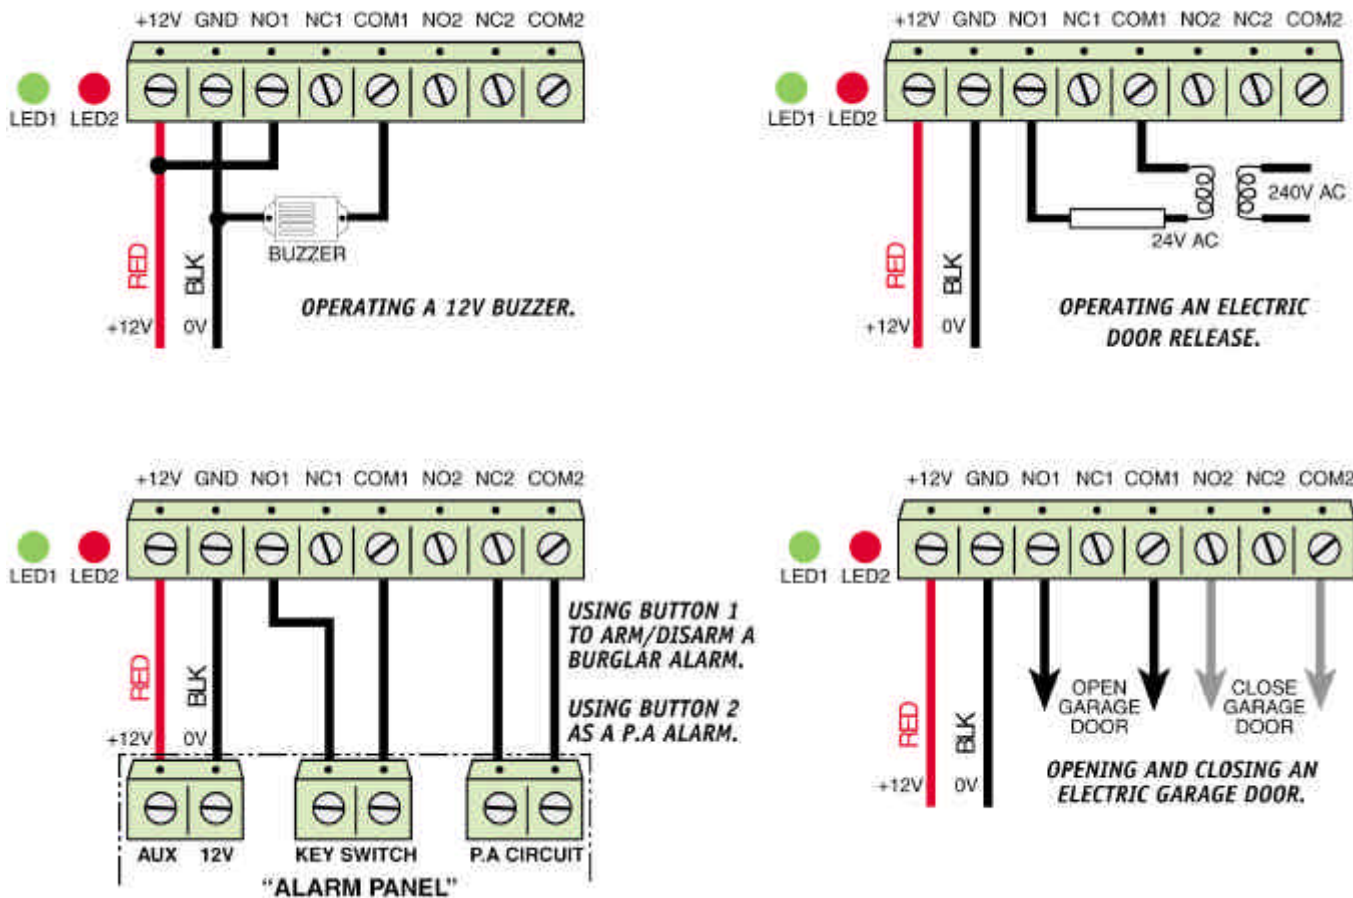 +12V GND NO1 NC1 COM1 NO2 NC2 COM2
LED1 LED2
RED
BLK
BUZZER
+12V 0V
OPERATING A 12V BUZZER.
+12V GND NO1 NC1 COM1 NO2 NC2 COM2
LED1 LED2
240V AC
24V AC
RED
BLK
+12V 0V
OPERATING AN ELECTRIC
DOOR RELEASE.
+12V GND NO1 NC1 COM1 NO2 NC2 COM2
LED1 LED2
USING BUTTON 1
TO ARM/DISARM A
BURGLAR ALARM.
RED
BLK
USING BUTTON 2
AS A P.A ALARM.
+12V 0V
AUX 12V KEY SWITCH P.A CIRCUIT
"ALARM PANEL"
+12V GND NO1 NC1 COM1 NO2 NC2 COM2
LED1 LED2
OPEN
GARAGE
DOOR
CLOSE
GARAGE
DOOR
RED
BLK
+12V 0V
OPENING AND CLOSING AN
ELECTRIC GARAGE DOOR.